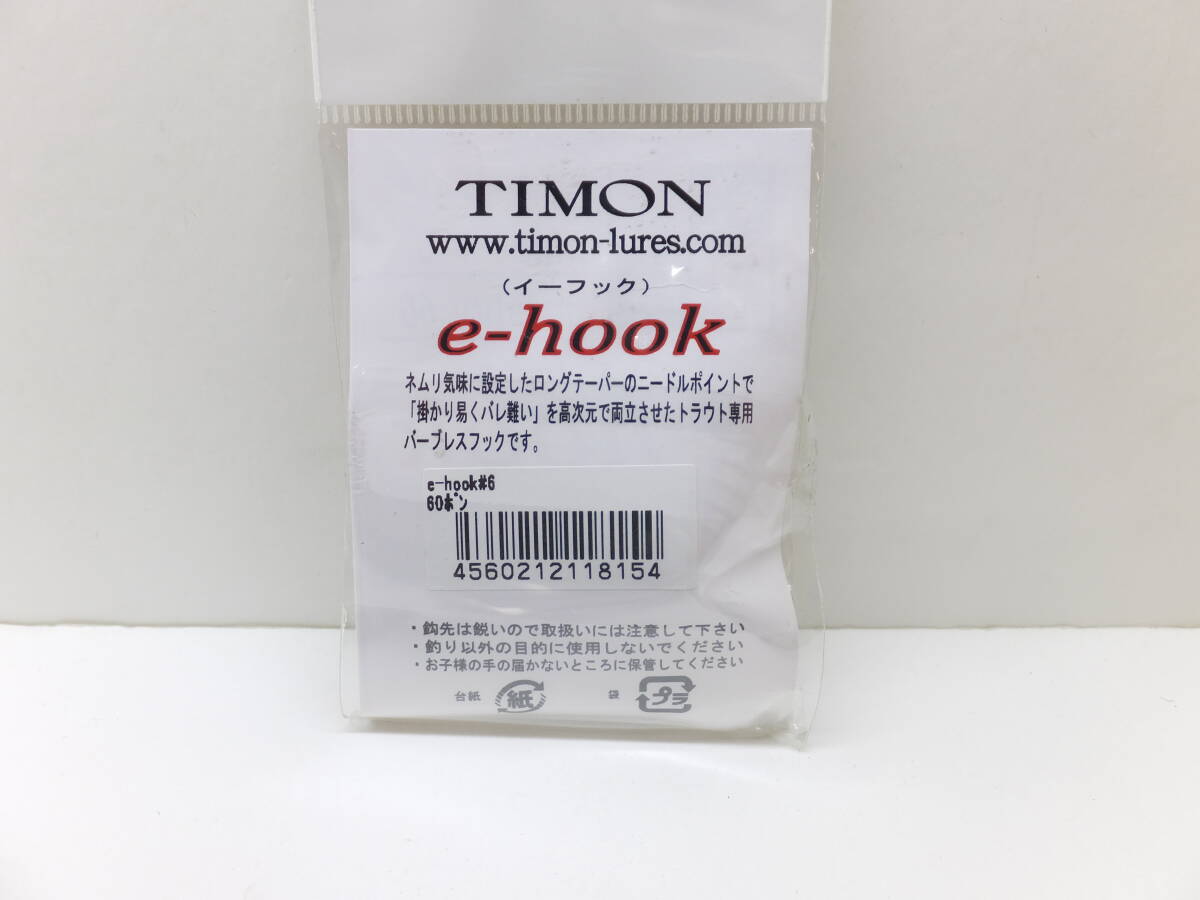 TIMON
www.timon-lures.com
（イーフック）
e-hook
ネムリ気味に設定したロングテーパーのニードルポイントで
「掛かり易くバレ難い」を高次元で両立させたトラウト専用
バーブレスフックです。
e-hook#6
60ホﾟン
4560212118154
・鈎先は鋭いので取扱いには注意して下さい
・釣り以外の目的に使用しないでください
・お子様の手の届かないところに保管してください
台紙 紙 袋 プラ